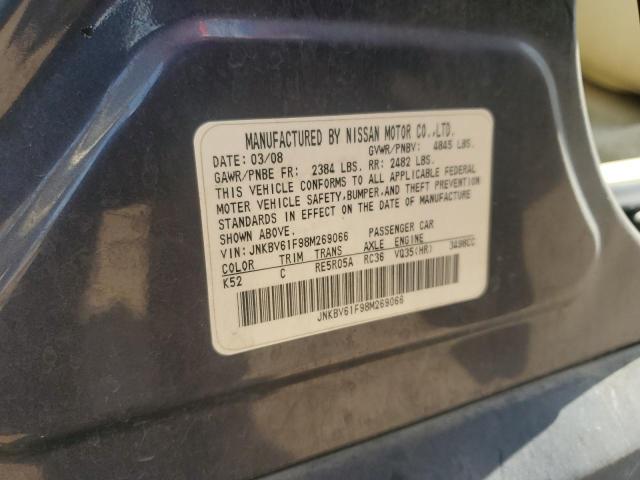 MANUFACTURED BY NISSAN MOTOR CO.,LTD.
DATE: 03/08 GVWR/PNBV: 4845 LBS.
GAWR/PNBE FR: 2384 LBS. RR: 2482 LBS.
THIS VEHICLE CONFORMS TO ALL APPLICABLE FEDERAL
MOTOR VEHICLE SAFETY,BUMPER,AND THEFT PREVENTION
STANDARDS IN EFFECT ON THE DATE OF MANUFACTURE
SHOWN ABOVE.
VIN: JNKBV61F98M269066 PASSENGER CAR
COLOR TRIM TRANS AXLE ENGINE
K52 C RE5R05A RC36 VQ35(HR) 3498CC
JNKBV61F98M269066